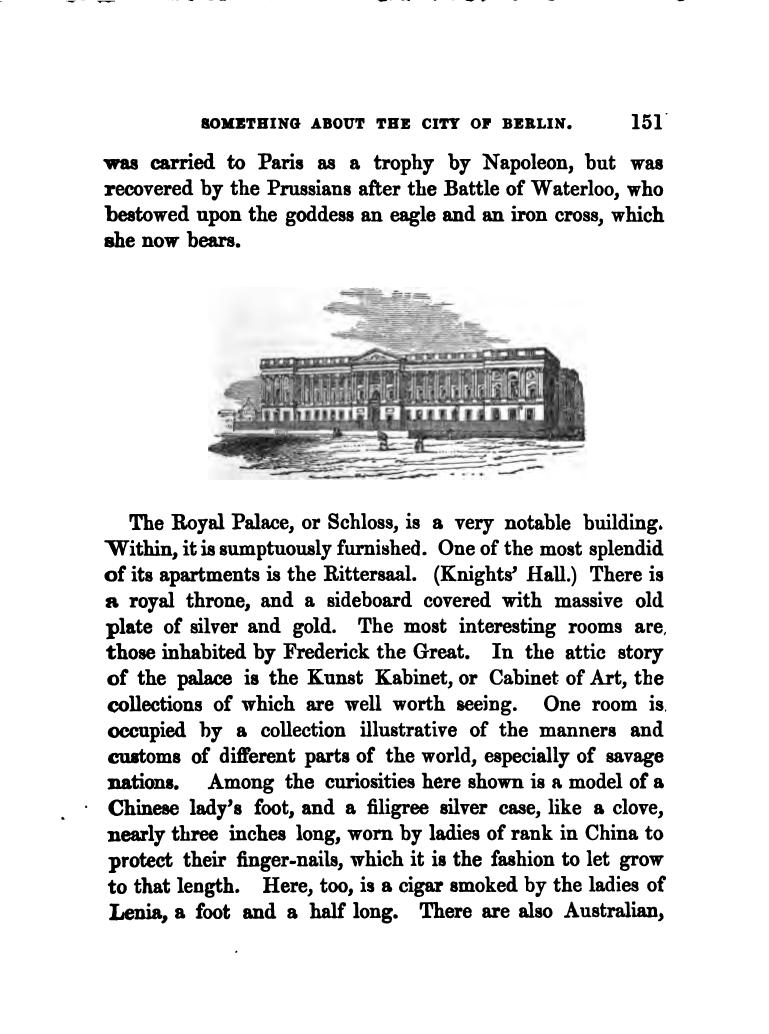 SOMETHING ABOUT THE CITY OF BERLIN. 151
was carried to Paris as a trophy by Napoleon, but was
recovered by the Prussians after the Battle of Waterloo, who
bestowed upon the goddess an eagle and an iron cross, which
she now bears.
The Royal Palace, or Schloss, is a very notable building.
Within, it is sumptuously furnished. One of the most splendid
of its apartments is the Rittersaal. (Knights' Hall.) There is
a royal throne, and a sideboard covered with massive old
plate of silver and gold. The most interesting rooms are
those inhabited by Frederick the Great. In the attic story
of the palace is the Kunst Kabinet, or Cabinet of Art, the
collections of which are well worth seeing. One room is
occupied by a collection illustrative of the manners and
customs of different parts of the world, especially of savage
nations. Among the curiosities here shown is a model of a
Chinese lady's foot, and a filigree silver case, like a clove,
nearly three inches long, worn by ladies of rank in China to
protect their finger-nails, which it is the fashion to let grow
to that length. Here, too, is a cigar smoked by the ladies of
Lenia, a foot and a half long. There are also Australian,